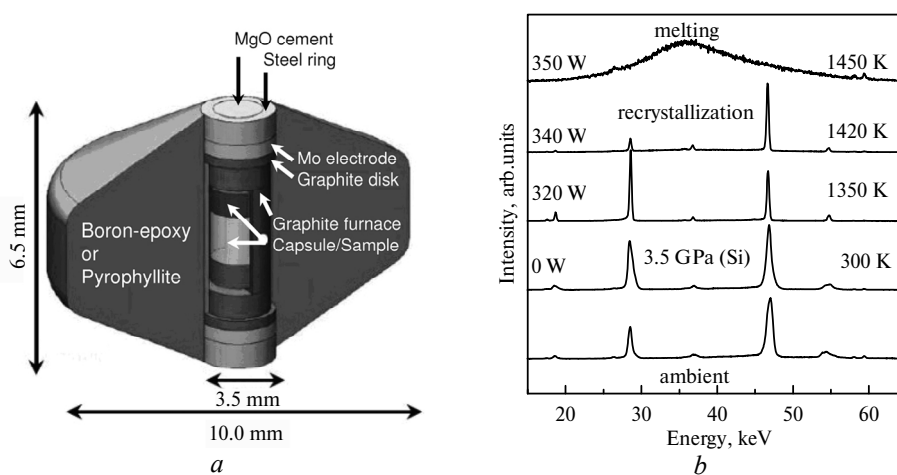 MgO cement
Steel ring
Mo electrode
Graphite disk
Graphite furnace
Capsule/Sample
Boron-epoxy
or
Pyrophyllite
6.5 mm
3.5 mm
10.0 mm
a
melting
350 W 1450 K
recrystallization
340 W 1420 K
320 W 1350 K
0 W 3.5 GPa (Si) 300 K
ambient
Intensity, arb.units
20 30 40 50 60
Energy, keV
b